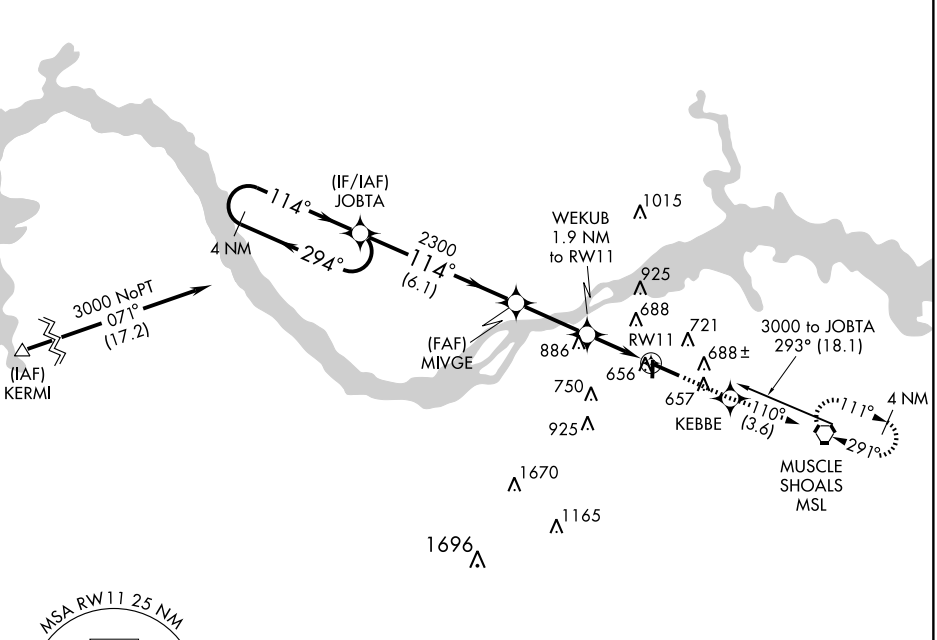 (IF/IAF)
JOBTA
114°
294°
4 NM
2300
114°
(6.1)
3000 NoPT
071°
(17.2)
(IAF)
KERMI
(FAF)
MIVGE
WEKUB
1.9 NM
to RW11
1015
925
688
RW11
721
688±
886
656
657
750
925
KEBBE
3000 to JOBTA
293° (18.1)
110°
(3.6)
111°
4 NM
291°
MUSCLE
SHOALS
MSL
1670
1165
1696
MSA RW11 25 NM